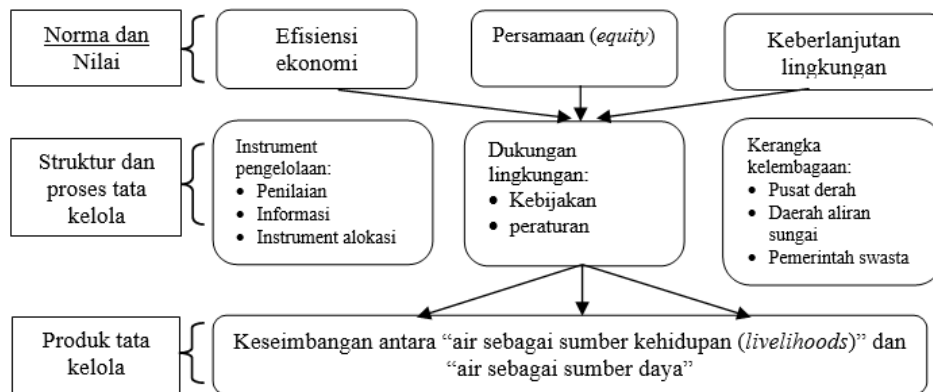 Norma dan
Nilai
Efisiensi
ekonomi
Persamaan (equity)
Keberlanjutan
lingkungan
Struktur dan
proses tata
kelola
Instrument
pengelolaan:
• Penilaian
• Informasi
• Instrument alokasi
Dukungan
lingkungan:
• Kebijakan
• peraturan
Kerangka
kelembagaan:
• Pusat derah
• Daerah aliran
sungai
• Pemerintah swasta
Produk tata
kelola
Keseimbangan antara “air sebagai sumber kehidupan (livelihoods)” dan
“air sebagai sumber daya”